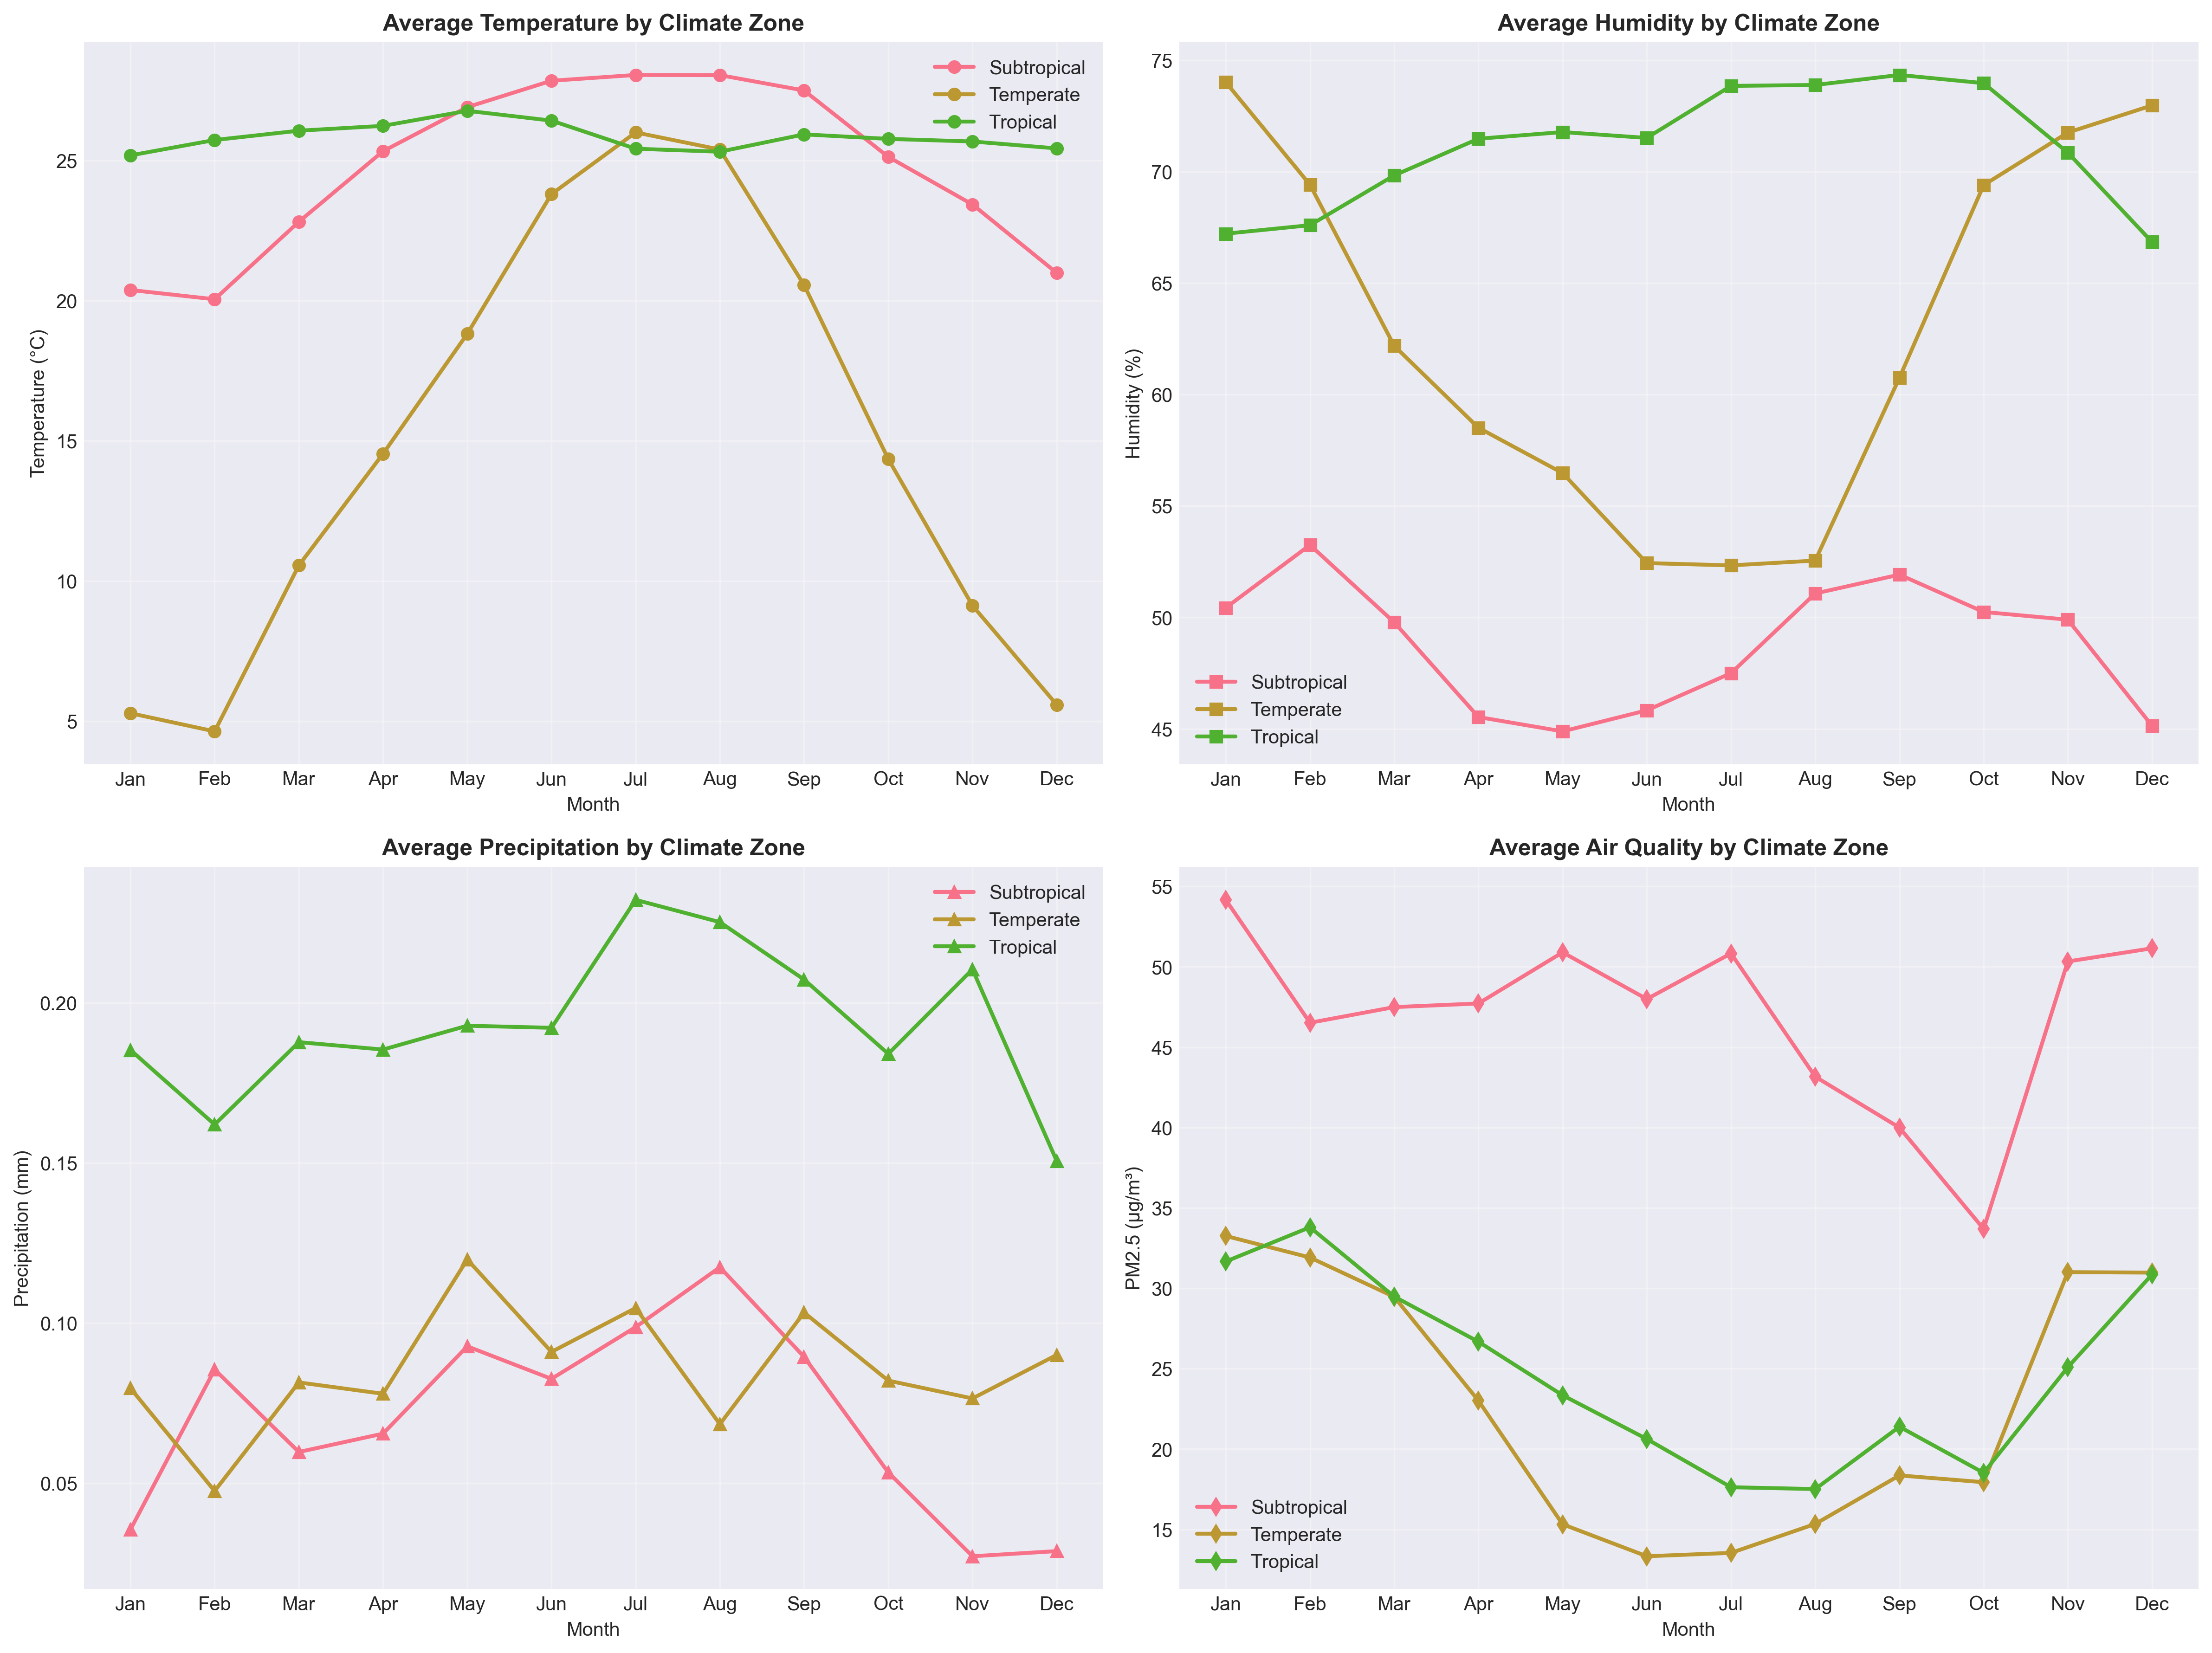 Average Temperature by Climate Zone
Temperature (°C)
25
20
15
10
5
Subtropical
Temperate
Tropical
Jan Feb Mar Apr May Jun Jul Aug Sep Oct Nov Dec
Month
Average Humidity by Climate Zone
Humidity (%)
75
70
65
60
55
50
45
Subtropical
Temperate
Tropical
Jan Feb Mar Apr May Jun Jul Aug Sep Oct Nov Dec
Month
Average Precipitation by Climate Zone
Precipitation (mm)
0.20
0.15
0.10
0.05
Subtropical
Temperate
Tropical
Jan Feb Mar Apr May Jun Jul Aug Sep Oct Nov Dec
Month
Average Air Quality by Climate Zone
PM2.5 (μg/m³)
55
50
45
40
35
30
25
20
15
Subtropical
Temperate
Tropical
Jan Feb Mar Apr May Jun Jul Aug Sep Oct Nov Dec
Month